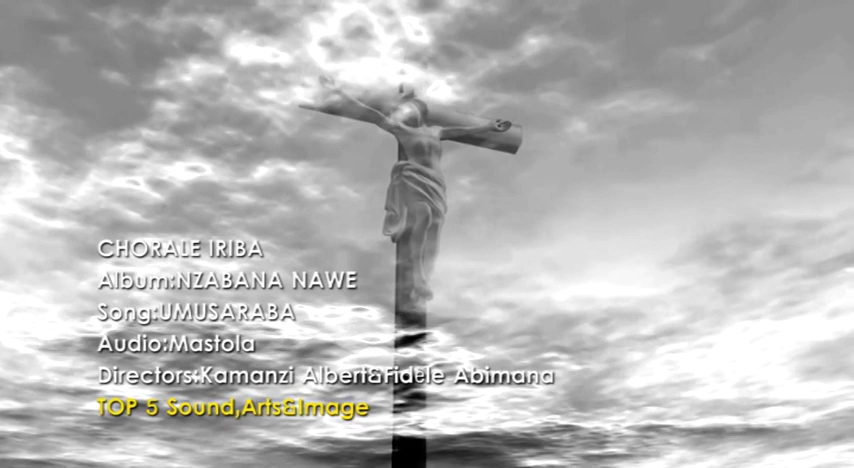 CHORALE IRIBA
Album:NZABANA NAWE
Song:UMUSARABA
Audio:Mastola
Directors:Kamanzi Albert&Fidele Abimana
TOP 5 Sound,Arts&Image